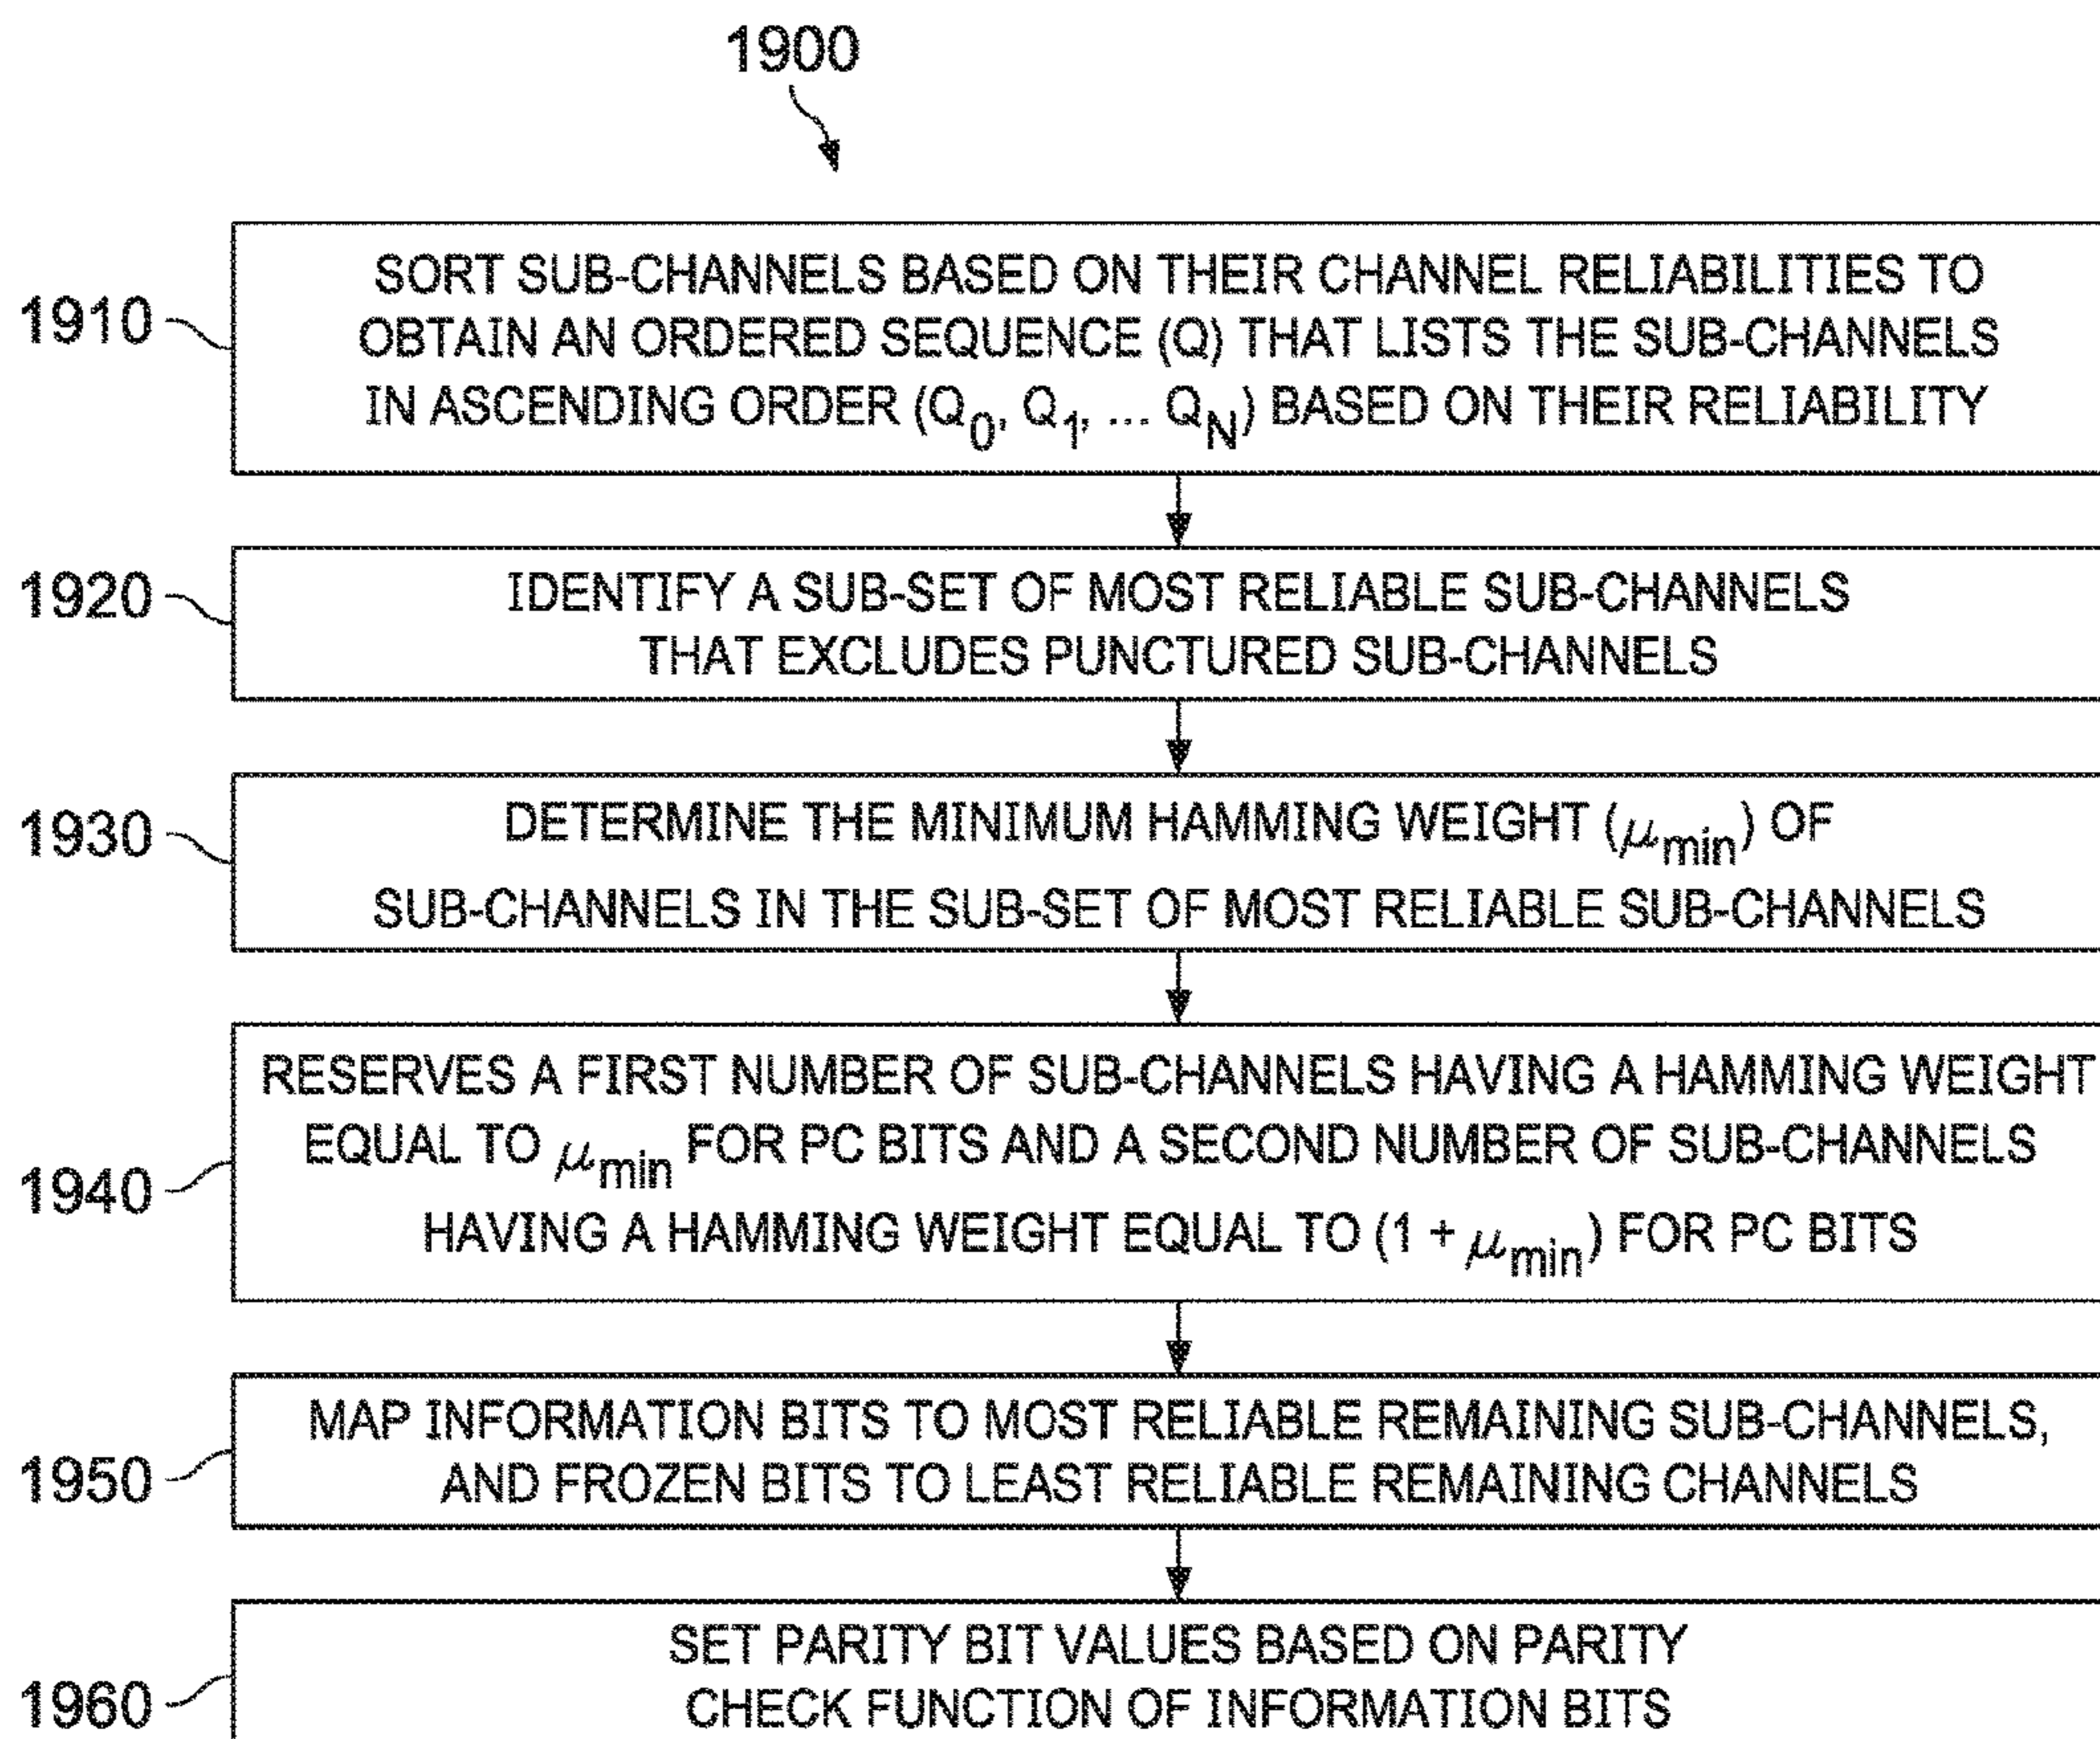 1900
1910
SORT SUB-CHANNELS BASED ON THEIR CHANNEL RELIABILITIES TO
OBTAIN AN ORDERED SEQUENCE (Q) THAT LISTS THE SUB-CHANNELS
IN ASCENDING ORDER (Q0, Q1, ... QN) BASED ON THEIR RELIABILITY
1920
IDENTIFY A SUB-SET OF MOST RELIABLE SUB-CHANNELS
THAT EXCLUDES PUNCTURED SUB-CHANNELS
1930
DETERMINE THE MINIMUM HAMMING WEIGHT (μmin) OF
SUB-CHANNELS IN THE SUB-SET OF MOST RELIABLE SUB-CHANNELS
1940
RESERVES A FIRST NUMBER OF SUB-CHANNELS HAVING A HAMMING WEIGHT
EQUAL TO μmin FOR PC BITS AND A SECOND NUMBER OF SUB-CHANNELS
HAVING A HAMMING WEIGHT EQUAL TO (1 + μmin) FOR PC BITS
1950
MAP INFORMATION BITS TO MOST RELIABLE REMAINING SUB-CHANNELS,
AND FROZEN BITS TO LEAST RELIABLE REMAINING CHANNELS
1960
SET PARITY BIT VALUES BASED ON PARITY
CHECK FUNCTION OF INFORMATION BITS